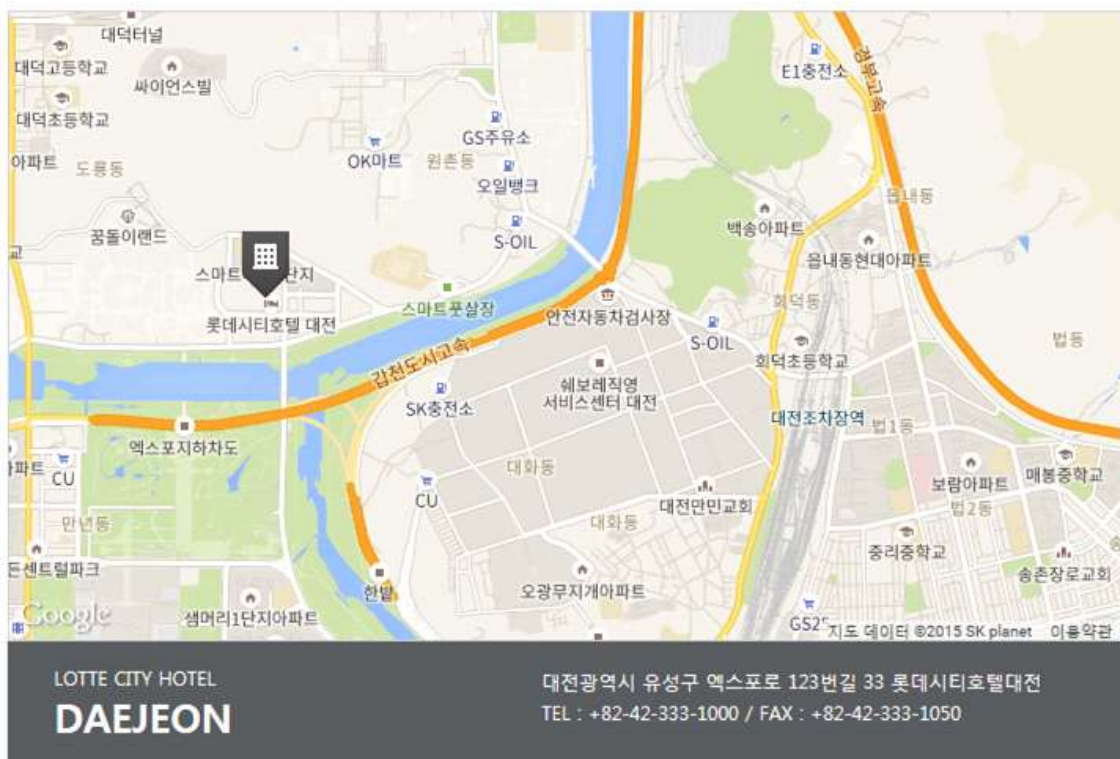 대덕터널
대덕고등학교
싸이언스빌
대덕초등학교
아파트
도룡동
OK마트
원촌동
GS주유소
오일뱅크
S-OIL
E1충전소
경부고속
읍내동
백송아파트
읍내동현대아파트
꿈돌이랜드
교
스마트
단지
롯데시티호텔 대전
스마트풋살장
안전자동차검사장
회덕동
S-OIL
회덕초등학교
법동
갑천도시고속
SK충전소
쉐보레직영
서비스센터 대전
대전조차장역
법1동
엑스포지하차도
아파트
CU
대화동
CU
대전만민교회
보람아파트
매봉중학교
법2동
만년동
대화동
중리중학교
든센트럴파크
한밭
오광무지개아파트
송촌장로교회
샘머리1단지아파트
Google
GS25
지도 데이터 ©2015 SK planet 이용약관
LOTTE CITY HOTEL
DAEJEON
대전광역시 유성구 엑스포로 123번길 33 롯데시티호텔대전
TEL : +82-42-333-1000 / FAX : +82-42-333-1050